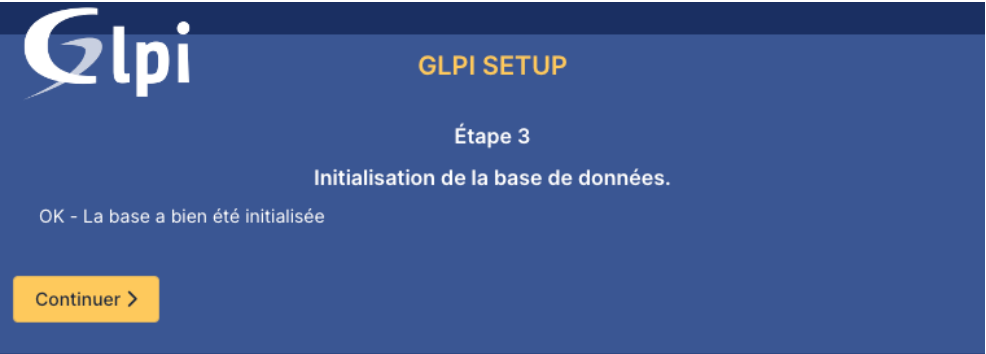 Glpi
GLPI SETUP
Étape 3
Initialisation de la base de données.
OK - La base a bien été initialisée
Continuer >